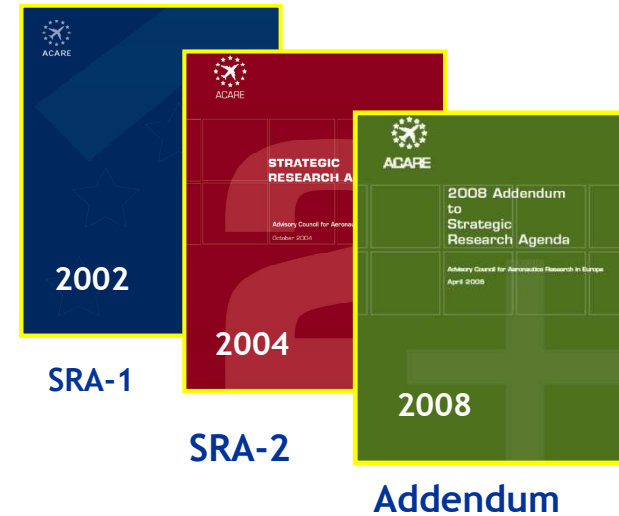 ACARE
2002
SRA-1
ACARE
STRATEGIC
RESEARCH A
Advisory Council for Aeronau
October 2004
2004
SRA-2
ACARE
2008 Addendum
to
Strategic
Research Agenda
Advisory Council for Aeronautics Research in Europe
April 2008
2008
Addendum